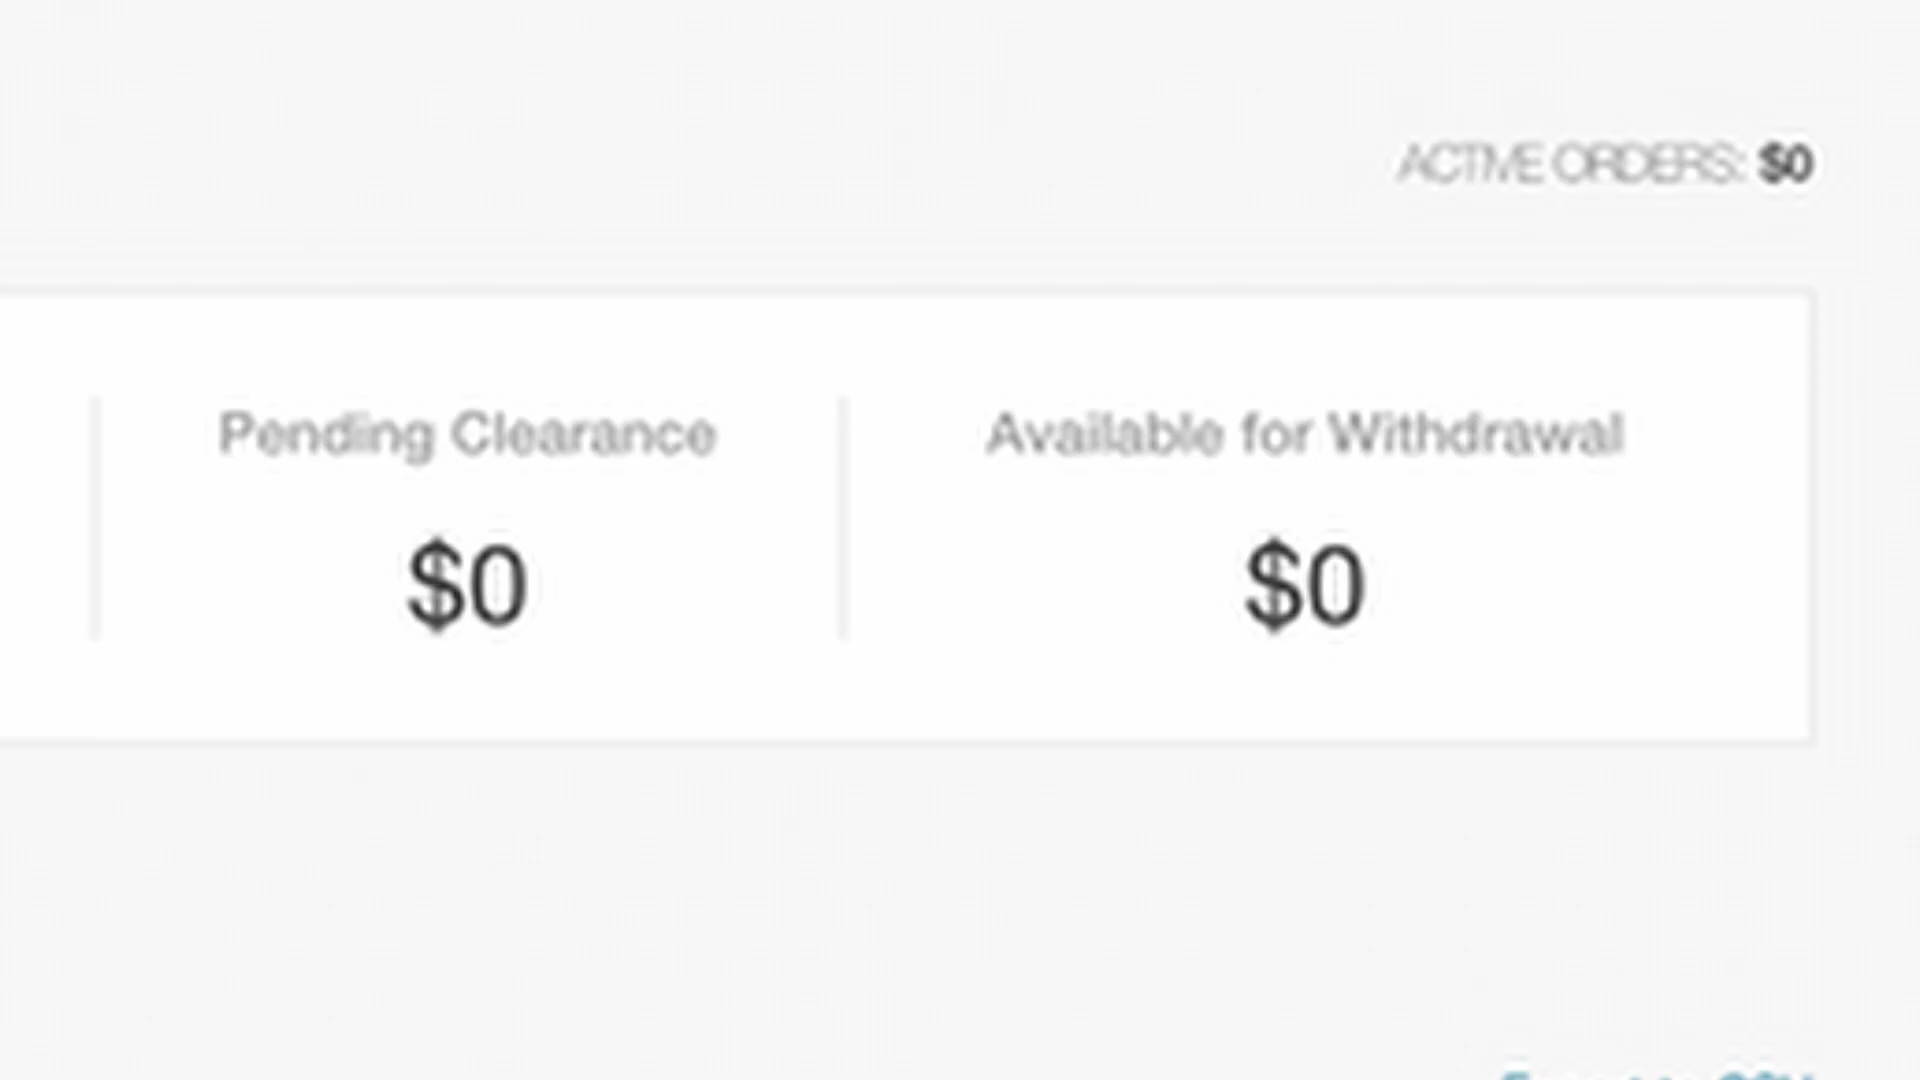 ACTIVE ORDERS: $0
Pending Clearance
Available for Withdrawal
$0
$0